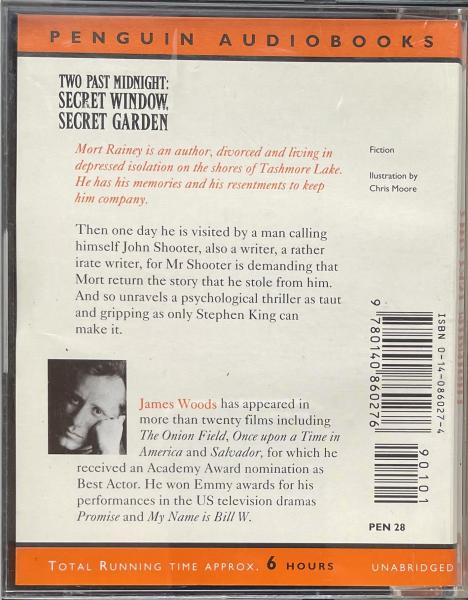 PENGUIN AUDIOBOOKS
TWO PAST MIDNIGHT:
SECRET WINDOW,
SECRET GARDEN
Mort Rainey is an author, divorced and living in
depressed isolation on the shores of Tashmore Lake.
He has his memories and his resentments to keep
him company.
Fiction
Illustration by
Chris Moore
Then one day he is visited by a man calling
himself John Shooter, also a writer, a rather
irate writer, for Mr Shooter is demanding that
Mort return the story that he stole from him.
And so unravels a psychological thriller as taut
and gripping as only Stephen King can
make it.
ISBN 0-14-086027-4
9 780140 860276
90101
James Woods has appeared in
more than twenty films including
The Onion Field, Once upon a Time in
America and Salvador, for which he
received an Academy Award nomination as
Best Actor. He won Emmy awards for his
performances in the US television dramas
Promise and My Name is Bill W.
PEN 28
TOTAL RUNNING TIME APPROX. 6 HOURS
UNABRIDGED